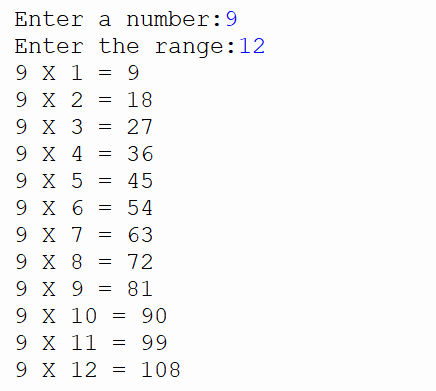 Enter a number:9
Enter the range:12
9 X 1 = 9
9 X 2 = 18
9 X 3 = 27
9 X 4 = 36
9 X 5 = 45
9 X 6 = 54
9 X 7 = 63
9 X 8 = 72
9 X 9 = 81
9 X 10 = 90
9 X 11 = 99
9 X 12 = 108